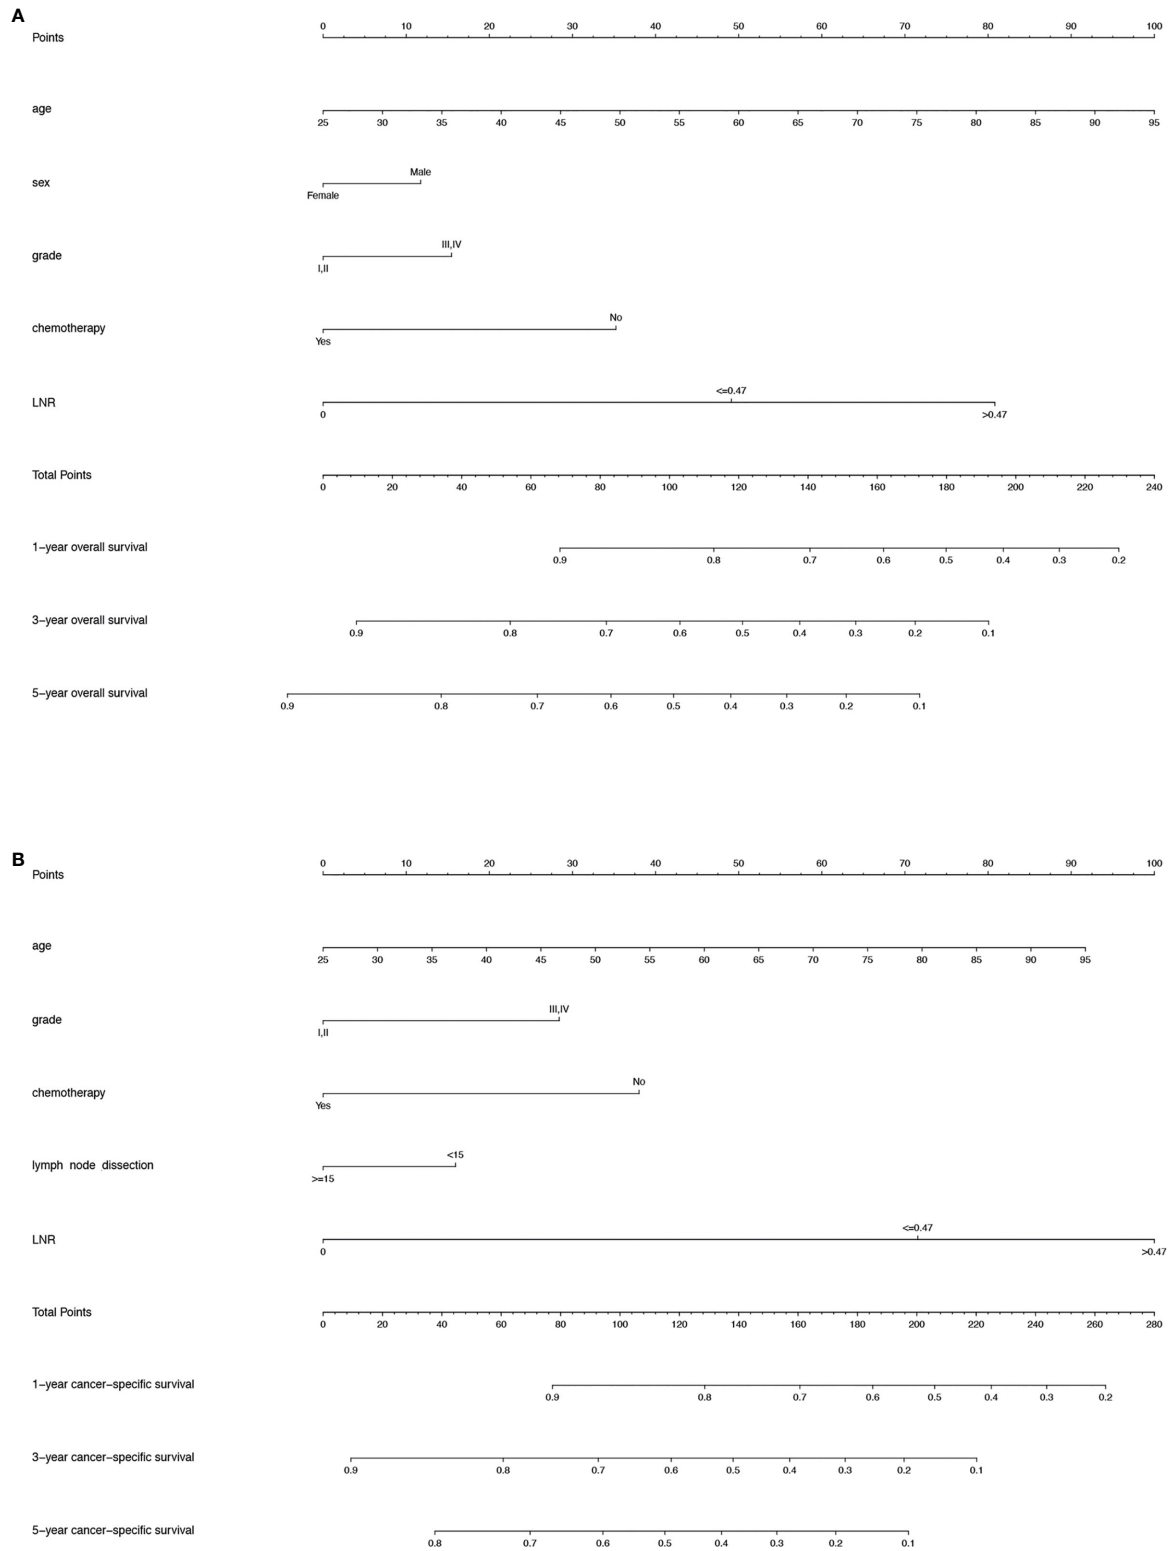 A
0 10 20 30 40 50 60 70 80 90 100
Points
age
25 30 35 40 45 50 55 60 65 70 75 80 85 90 95
Male
sex
Female
III,IV
grade
I,II
No
chemotherapy
Yes
<=0.47
LNR
0 >0.47
Total Points
0 20 40 60 80 100 120 140 160 180 200 220 240
1−year overall survival
0.9 0.8 0.7 0.6 0.5 0.4 0.3 0.2
3−year overall survival
0.9 0.8 0.7 0.6 0.5 0.4 0.3 0.2 0.1
5−year overall survival
0.9 0.8 0.7 0.6 0.5 0.4 0.3 0.2 0.1
B
0 10 20 30 40 50 60 70 80 90 100
Points
age
25 30 35 40 45 50 55 60 65 70 75 80 85 90 95
III,IV
grade
I,II
No
chemotherapy
Yes
<15
lymph node dissection
>=15
<=0.47
LNR
0 >0.47
Total Points
0 20 40 60 80 100 120 140 160 180 200 220 240 260 280
1−year cancer−specific survival
0.9 0.8 0.7 0.6 0.5 0.4 0.3 0.2
3−year cancer−specific survival
0.9 0.8 0.7 0.6 0.5 0.4 0.3 0.2 0.1
5−year cancer−specific survival
0.8 0.7 0.6 0.5 0.4 0.3 0.2 0.1